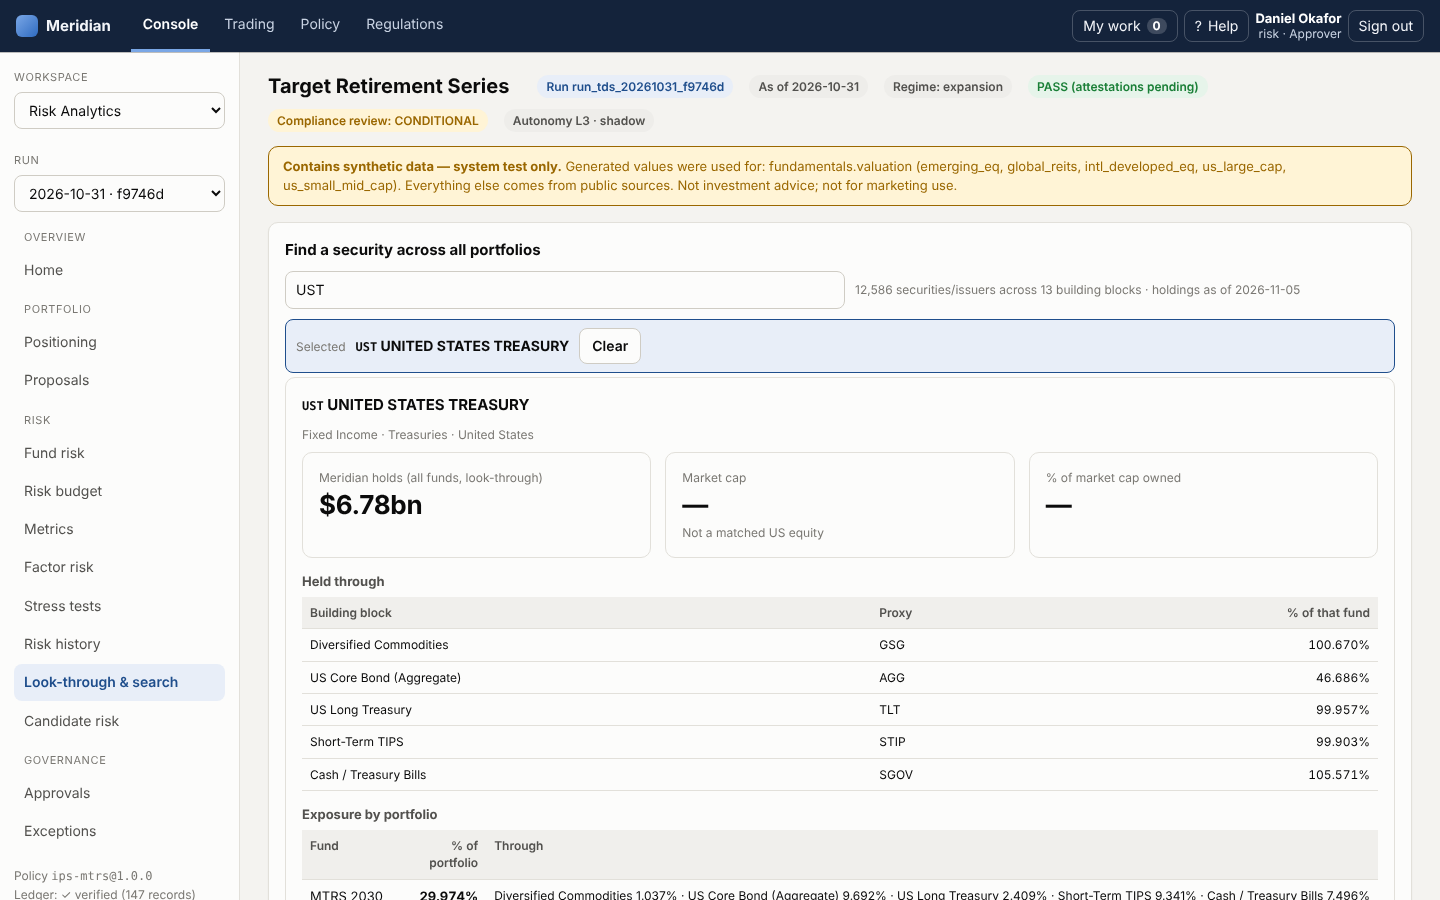 Meridian Console Trading Policy Regulations My work 0 ? Help Daniel Okafor risk · Approver Sign out
WORKSPACE
Risk Analytics
RUN
2026-10-31 · f9746d
OVERVIEW
Home
PORTFOLIO
Positioning
Proposals
RISK
Fund risk
Risk budget
Metrics
Factor risk
Stress tests
Risk history
Look-through & search
Candidate risk
GOVERNANCE
Approvals
Exceptions
Policy ips-mtrs@1.0.0
Ledger: ✓ verified (147 records)
Target Retirement Series Run run_tds_20261031_f9746d As of 2026-10-31 Regime: expansion PASS (attestations pending)
Compliance review: CONDITIONAL Autonomy L3 · shadow
Contains synthetic data — system test only. Generated values were used for: fundamentals.valuation (emerging_eq, global_reits, intl_developed_eq, us_large_cap,
us_small_mid_cap). Everything else comes from public sources. Not investment advice; not for marketing use.
Find a security across all portfolios
UST 12,586 securities/issuers across 13 building blocks · holdings as of 2026-11-05
Selected UST UNITED STATES TREASURY Clear
UST UNITED STATES TREASURY
Fixed Income · Treasuries · United States
Meridian holds (all funds, look-through) Market cap % of market cap owned
$6.78bn — —
Not a matched US equity
Held through
Building block Proxy % of that fund
Diversified Commodities GSG 100.670%
US Core Bond (Aggregate) AGG 46.686%
US Long Treasury TLT 99.957%
Short-Term TIPS STIP 99.903%
Cash / Treasury Bills SGOV 105.571%
Exposure by portfolio
Fund % of portfolio Through
MTRS 2030 29.974% Diversified Commodities 1.037% · US Core Bond (Aggregate) 9.692% · US Long Treasury 2.409% · Short-Term TIPS 9.341% · Cash / Treasury Bills 7.496%